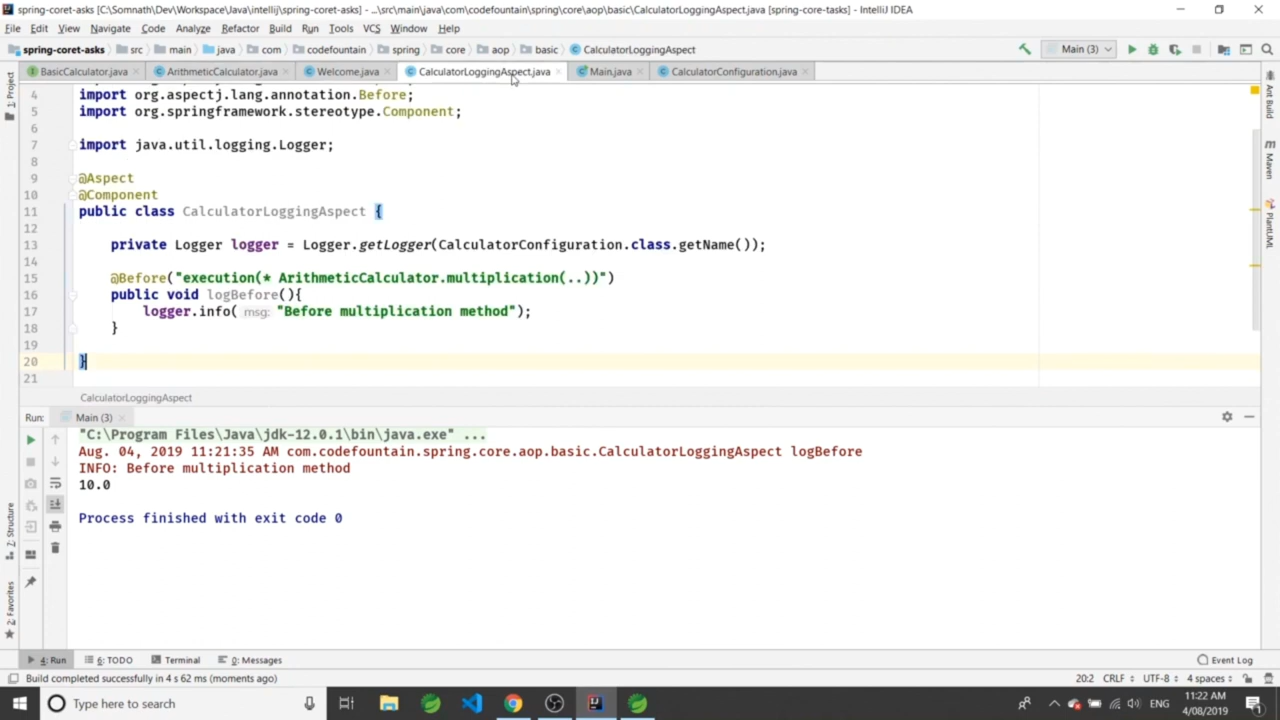 spring-coret-asks [C:\Somnath\Dev\Workspace\Java\intellij\spring-coret-asks] - ...\src\main\java\com\codefountain\spring\core\aop\basic\CalculatorLoggingAspect.java [spring-core-tasks] - IntelliJ IDEA
File Edit View Navigate Code Analyze Refactor Build Run Tools VCS Window Help
spring-coret-asks src main java com codefountain spring core aop basic CalculatorLoggingAspect Main (3)
BasicCalculator.java ArithmeticCalculator.java Welcome.java CalculatorLoggingAspect.java Main.java CalculatorConfiguration.java
1: Project
Ant Build
Maven
PlantUML
4 import org.aspectj.lang.annotation.Before;
5 import org.springframework.stereotype.Component;
6
7 import java.util.logging.Logger;
8
9 @Aspect
10 @Component
11 public class CalculatorLoggingAspect {
12
13 private Logger logger = Logger.getLogger(CalculatorConfiguration.class.getName());
14
15 @Before("execution(* ArithmeticCalculator.multiplication(..))")
16 public void logBefore(){
17 logger.info( msg: "Before multiplication method");
18 }
19
20 }
21
CalculatorLoggingAspect
Run: Main (3)
"C:\Program Files\Java\jdk-12.0.1\bin\java.exe" ...
Aug. 04, 2019 11:21:35 AM com.codefountain.spring.core.aop.basic.CalculatorLoggingAspect logBefore
INFO: Before multiplication method
10.0
Process finished with exit code 0
Z: Structure
2: Favorites
4: Run 6: TODO Terminal 0: Messages Event Log
Build completed successfully in 4 s 62 ms (moments ago) 20:2 CRLF UTF-8 4 spaces
Type here to search ENG 11:22 AM
4/08/2019
1